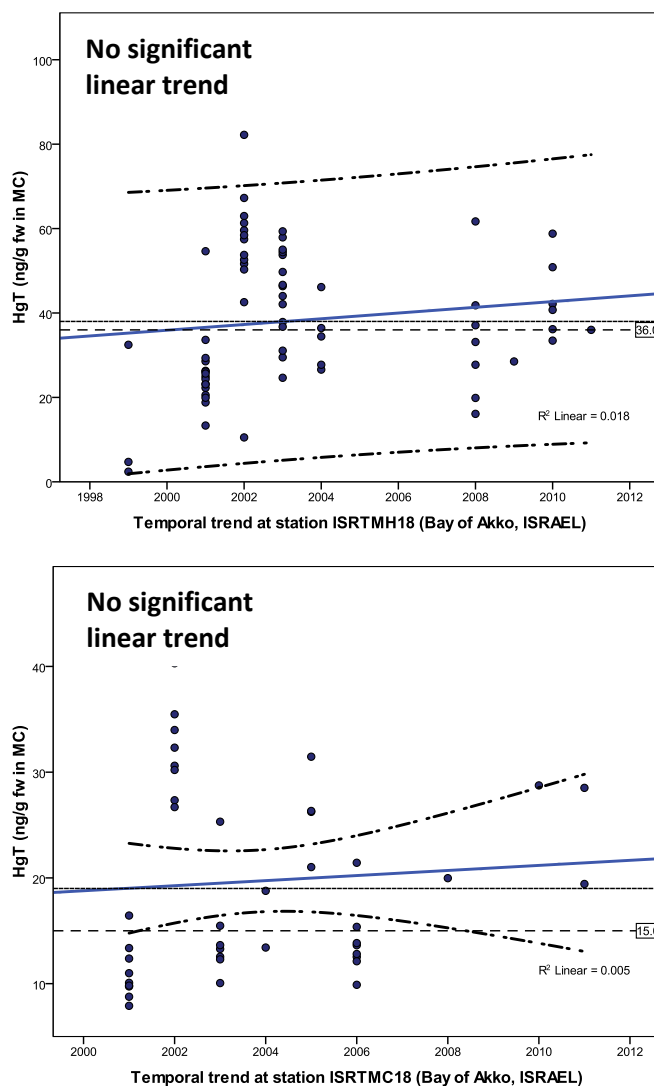 No significant
linear trend
100
80
60
40
20
0
HgT (ng/g fw in MC)
36.0
R² Linear = 0.018
1998 2000 2002 2004 2006 2008 2010 2012
Temporal trend at station ISRTMH18 (Bay of Akko, ISRAEL)
No significant
linear trend
40
30
20
10
HgT (ng/g fw in MC)
R² Linear = 0.005
2000 2002 2004 2006 2008 2010 2012
Temporal trend at station ISRTMC18 (Bay of Akko, ISRAEL)